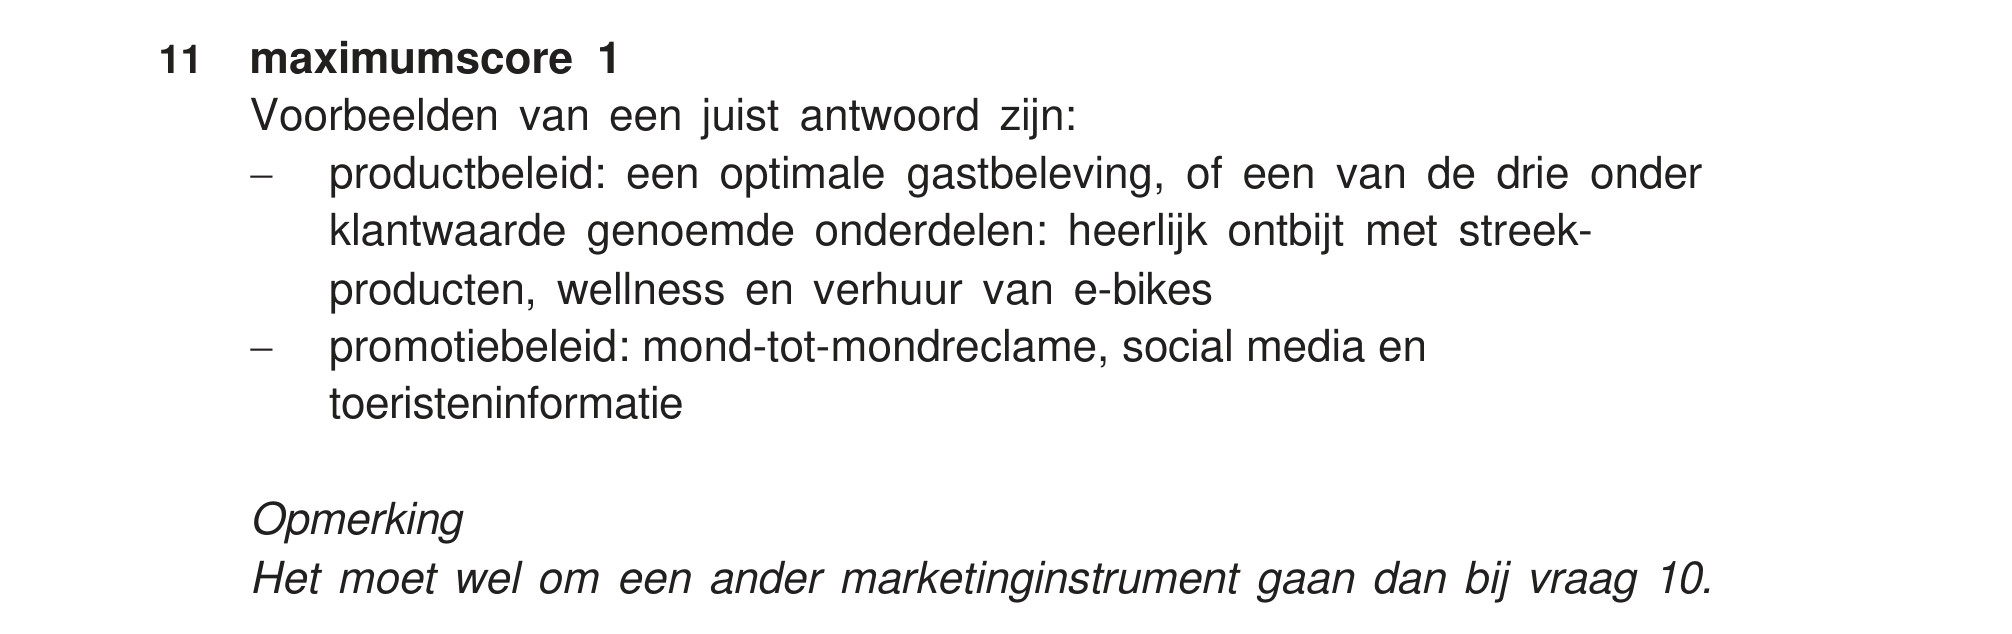 11 maximumscore 1
Voorbeelden van een juist antwoord zijn:
– productbeleid: een optimale gastbeleving, of een van de drie onder
klantwaarde genoemde onderdelen: heerlijk ontbijt met streek-
producten, wellness en verhuur van e-bikes
– promotiebeleid: mond-tot-mondreclame, social media en
toeristeninformatie
Opmerking
Het moet wel om een ander marketinginstrument gaan dan bij vraag 10.